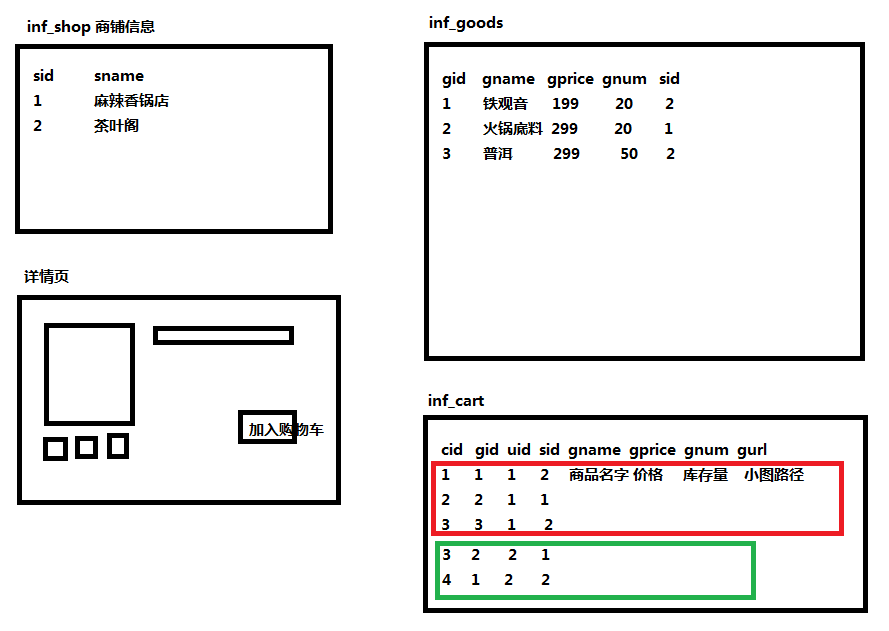 inf_shop 商铺信息
sid sname
1 麻辣香锅店
2 茶叶阁
inf_goods
gid gname gprice gnum sid
1 铁观音 199 20 2
2 火锅底料 299 20 1
3 普洱 299 50 2
详情页
加入购物车
inf_cart
cid gid uid sid gname gprice gnum gurl
1 1 1 2 商品名字 价格 库存量 小图路径
2 2 1 1
3 3 1 2
3 2 2 1
4 1 2 2